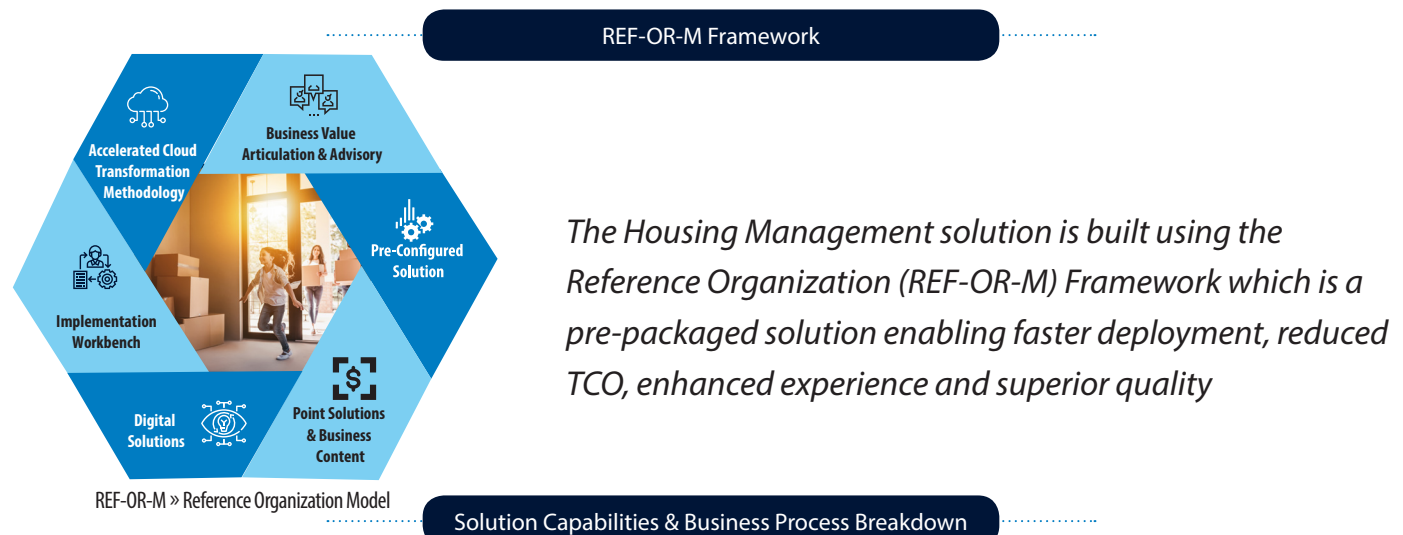 REF-OR-M Framework
Accelerated Cloud
Transformation
Methodology
Business Value
Articulation & Advisory
Pre-Configured
Solution
Implementation
Workbench
Digital
Solutions
Point Solutions
& Business
Content
REF-OR-M » Reference Organization Model
The Housing Management solution is built using the
Reference Organization (REF-OR-M) Framework which is a
pre-packaged solution enabling faster deployment, reduced
TCO, enhanced experience and superior quality
Solution Capabilities & Business Process Breakdown